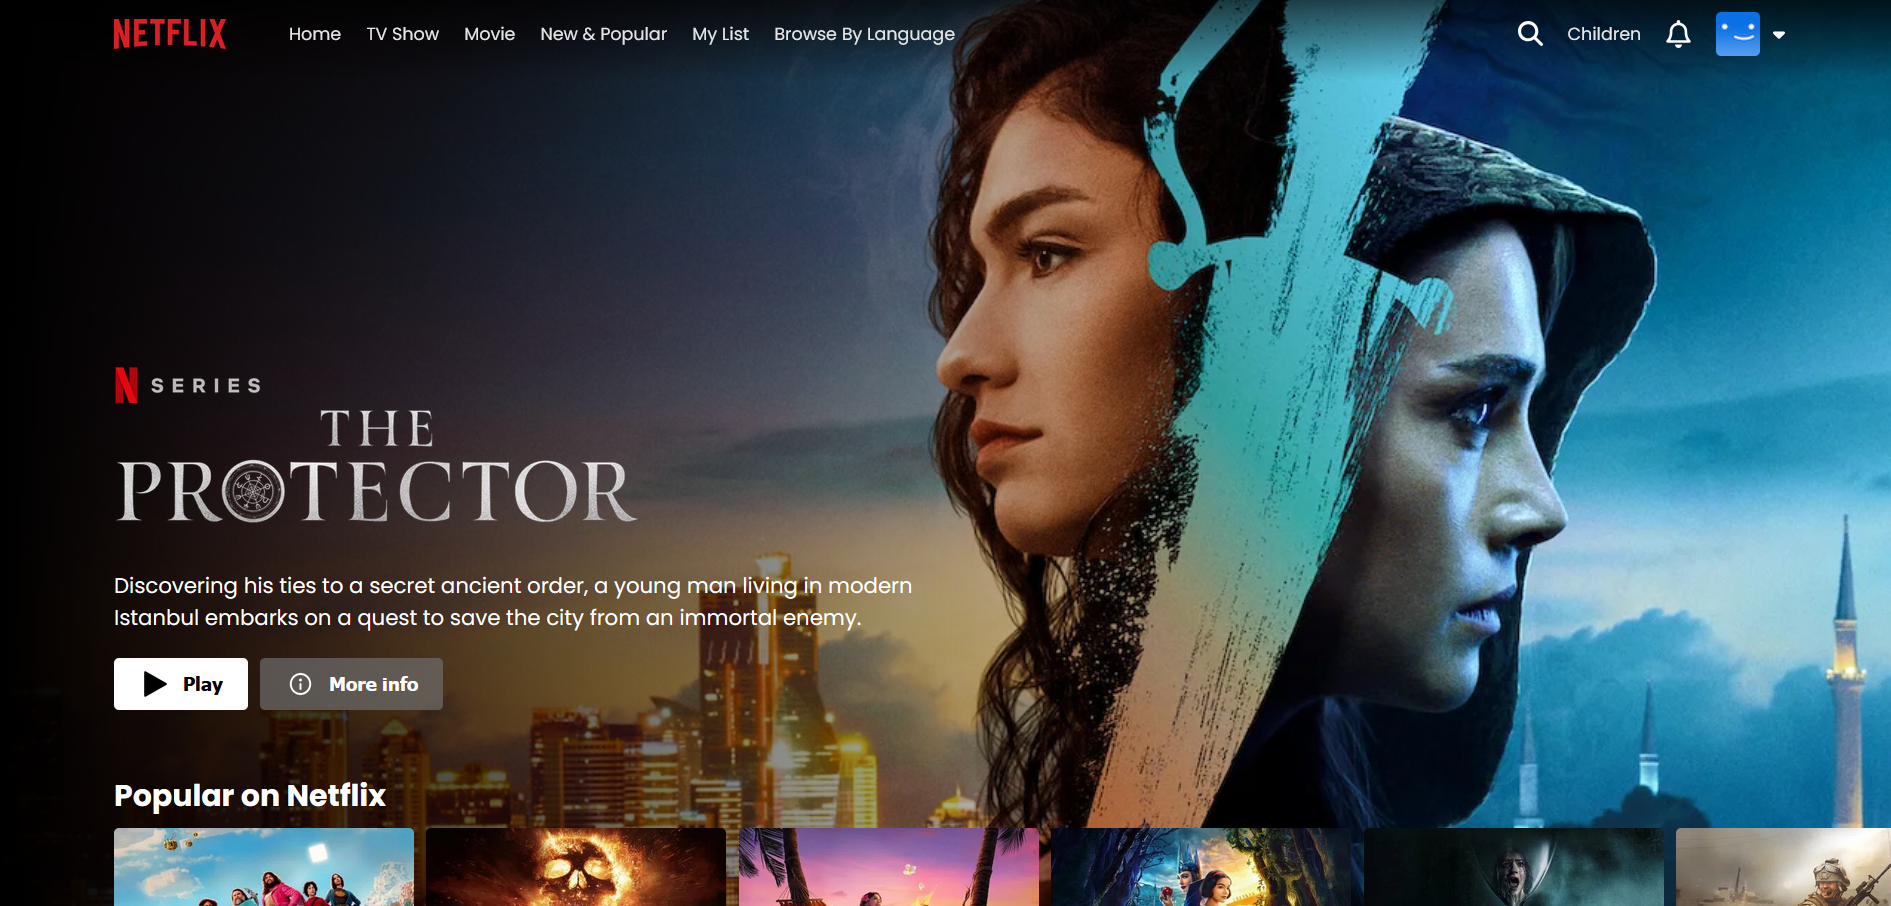 NETFLIX
Home TV Show Movie New & Popular My List Browse By Language
Children
N SERIES
THE
PROTECTOR
Discovering his ties to a secret ancient order, a young man living in modern
Istanbul embarks on a quest to save the city from an immortal enemy.
Play More info
Popular on Netflix